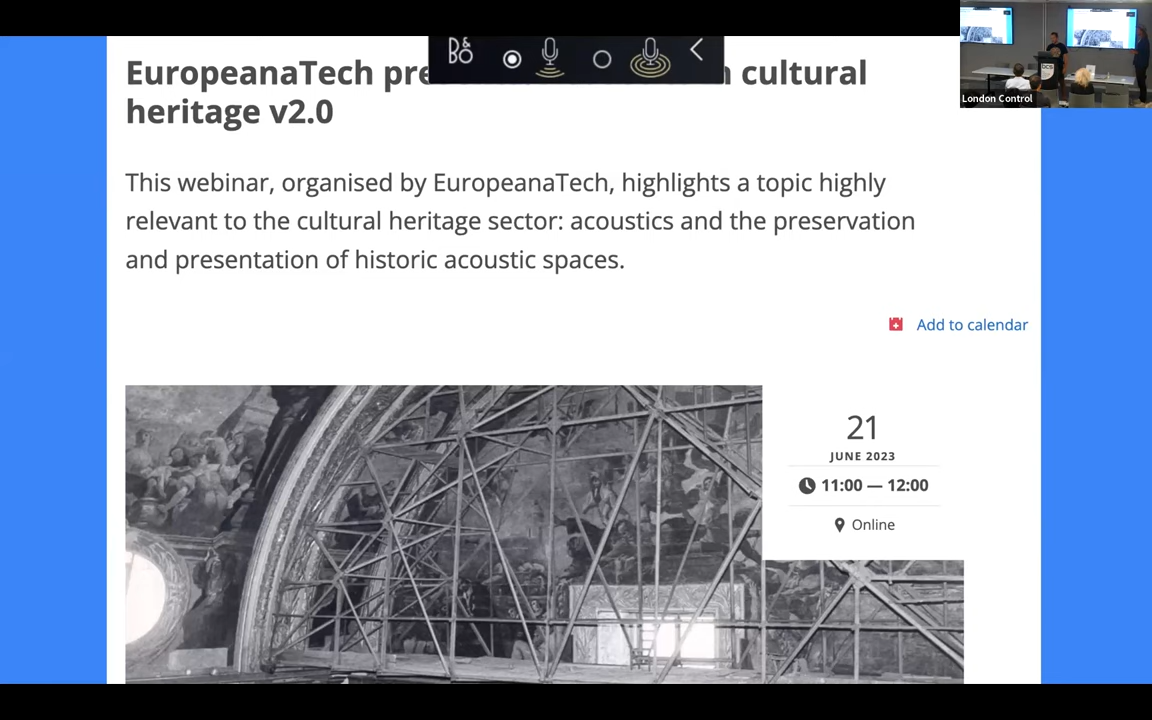 EuropeanaTech pre cultural
heritage v2.0
This webinar, organised by EuropeanaTech, highlights a topic highly
relevant to the cultural heritage sector: acoustics and the preservation
and presentation of historic acoustic spaces.
Add to calendar
21
JUNE 2023
11:00 — 12:00
Online
London Control